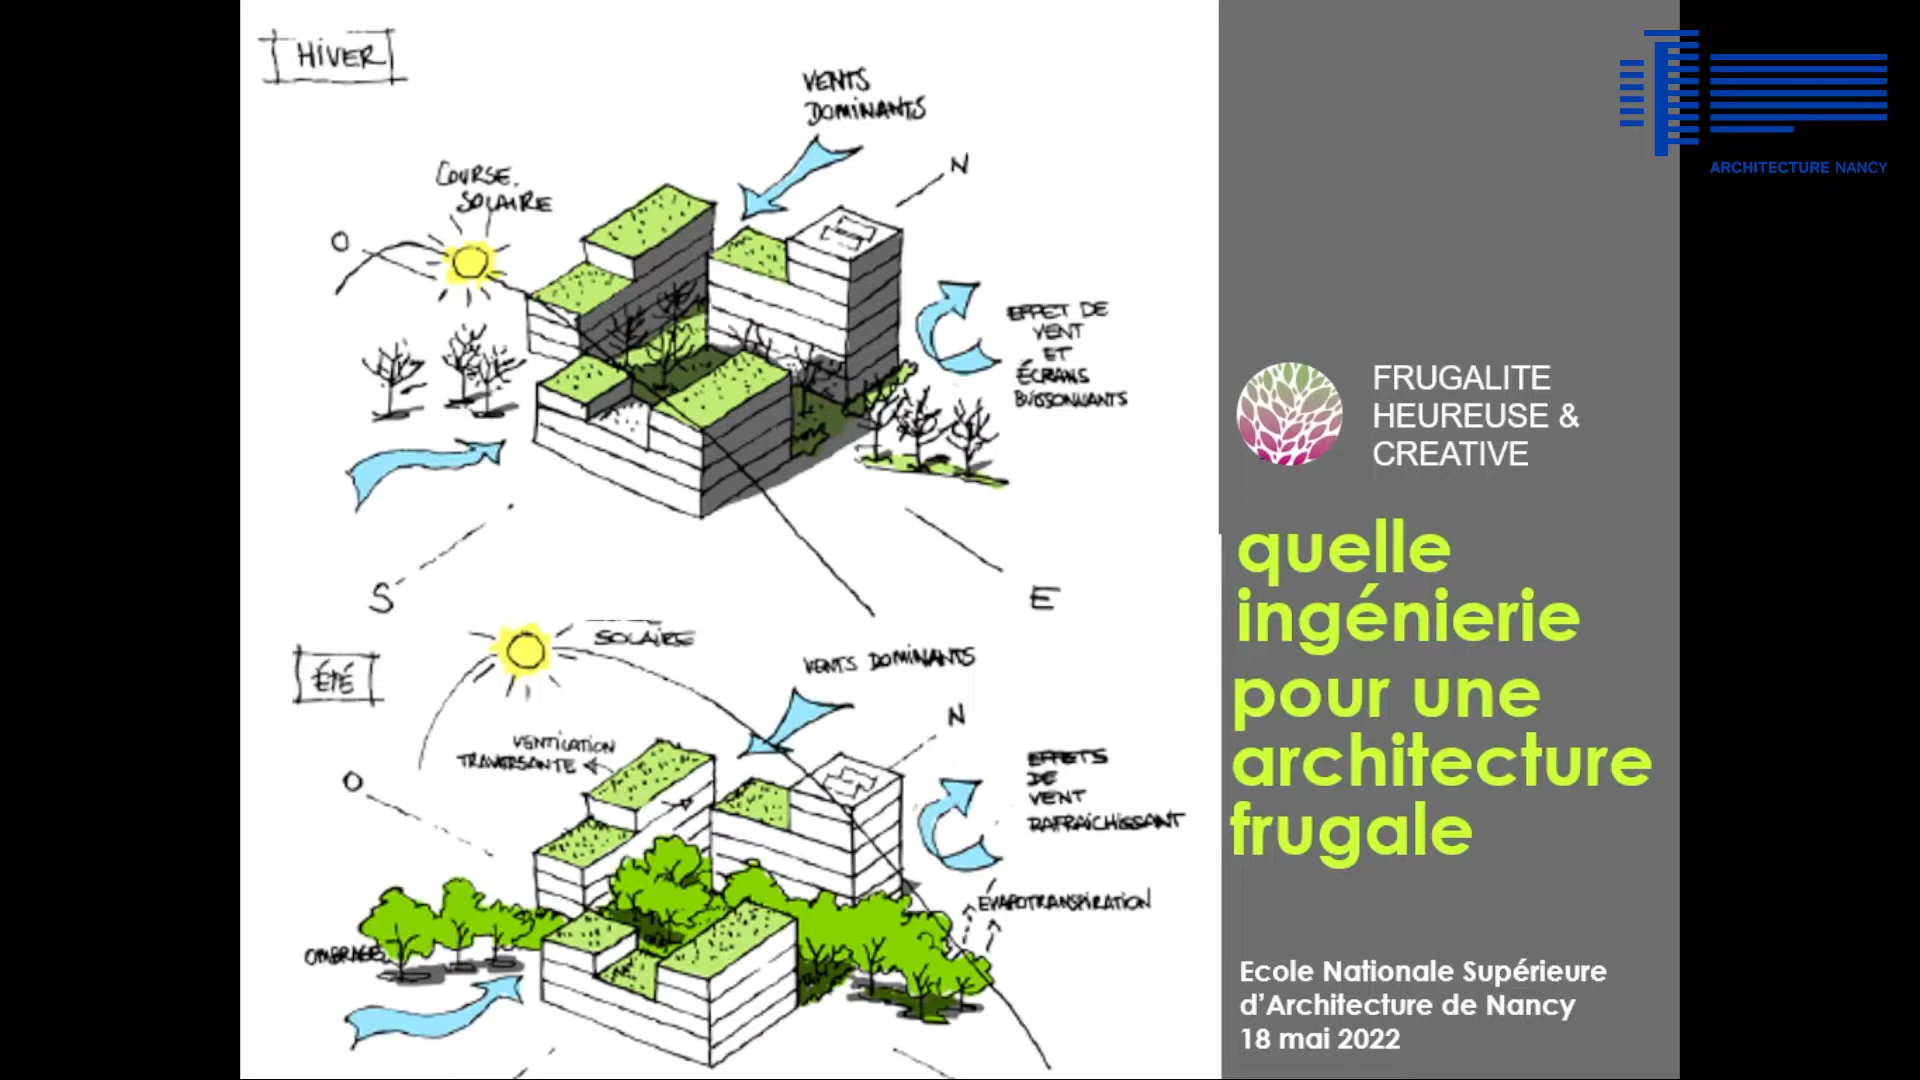 HIVER
VENTS
DOMINANTS
COURSE.
SOLAIRE
N
O
EFFET DE
VENT
ET
ÉCRANS
BUISSONNANTS
S
E
SOLAIRE
ÉTÉ
VENTS DOMINANTS
N
VENTILATION
TRAVERSANTE
O
EFFETS
DE
VENT
RAFRAÎCHISSANT
ÉVAPOTRANSPIRATION
OMBRAGE
ARCHITECTURE NANCY
FRUGALITE
HEUREUSE &
CREATIVE
quelle
ingénierie
pour une
architecture
frugale
Ecole Nationale Supérieure
d'Architecture de Nancy
18 mai 2022